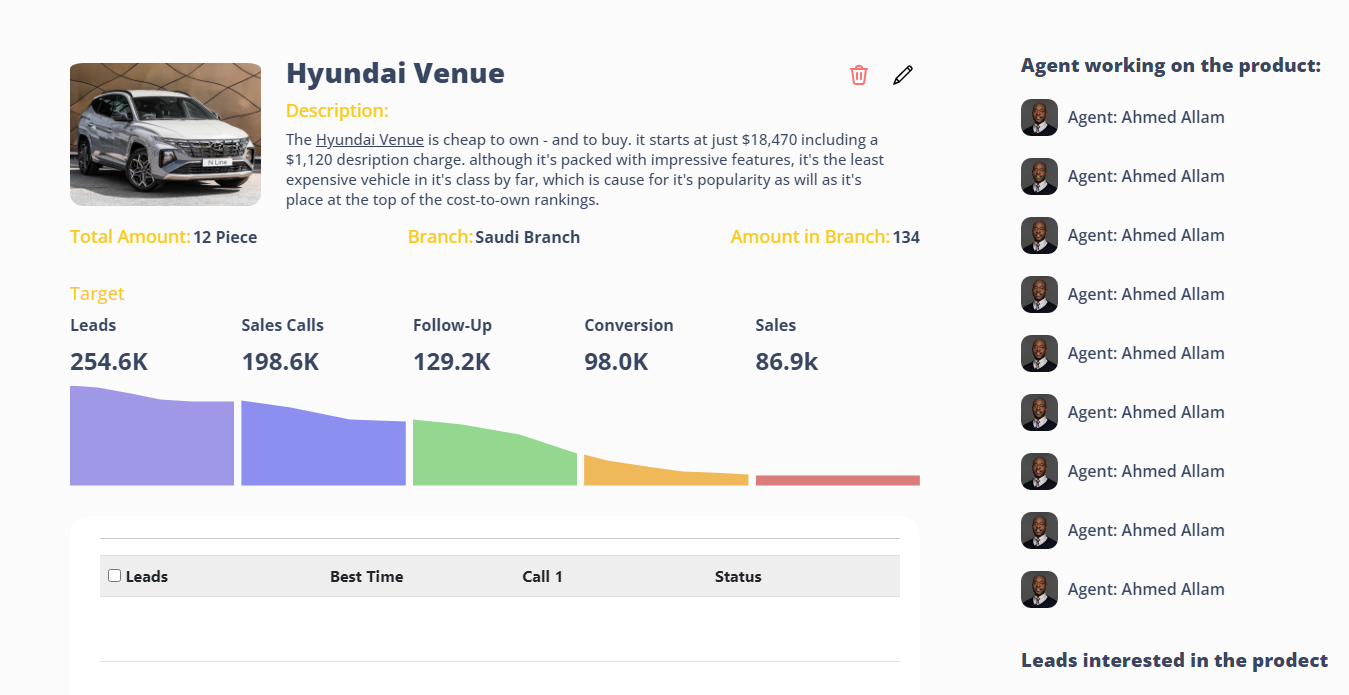 Hyundai Venue
Description:
The Hyundai Venue is cheap to own - and to buy. it starts at just $18,470 including a
$1,120 desription charge. although it's packed with impressive features, it's the least
expensive vehicle in it's class by far, which is cause for it's popularity as will as it's
place at the top of the cost-to-own rankings.
N Line
Total Amount: 12 Piece
Branch: Saudi Branch
Amount in Branch: 134
Target
Leads
Sales Calls
Follow-Up
Conversion
Sales
254.6K
198.6K
129.2K
98.0K
86.9k
Leads
Best Time
Call 1
Status
Agent working on the product:
Agent: Ahmed Allam
Agent: Ahmed Allam
Agent: Ahmed Allam
Agent: Ahmed Allam
Agent: Ahmed Allam
Agent: Ahmed Allam
Agent: Ahmed Allam
Agent: Ahmed Allam
Agent: Ahmed Allam
Leads interested in the prodect